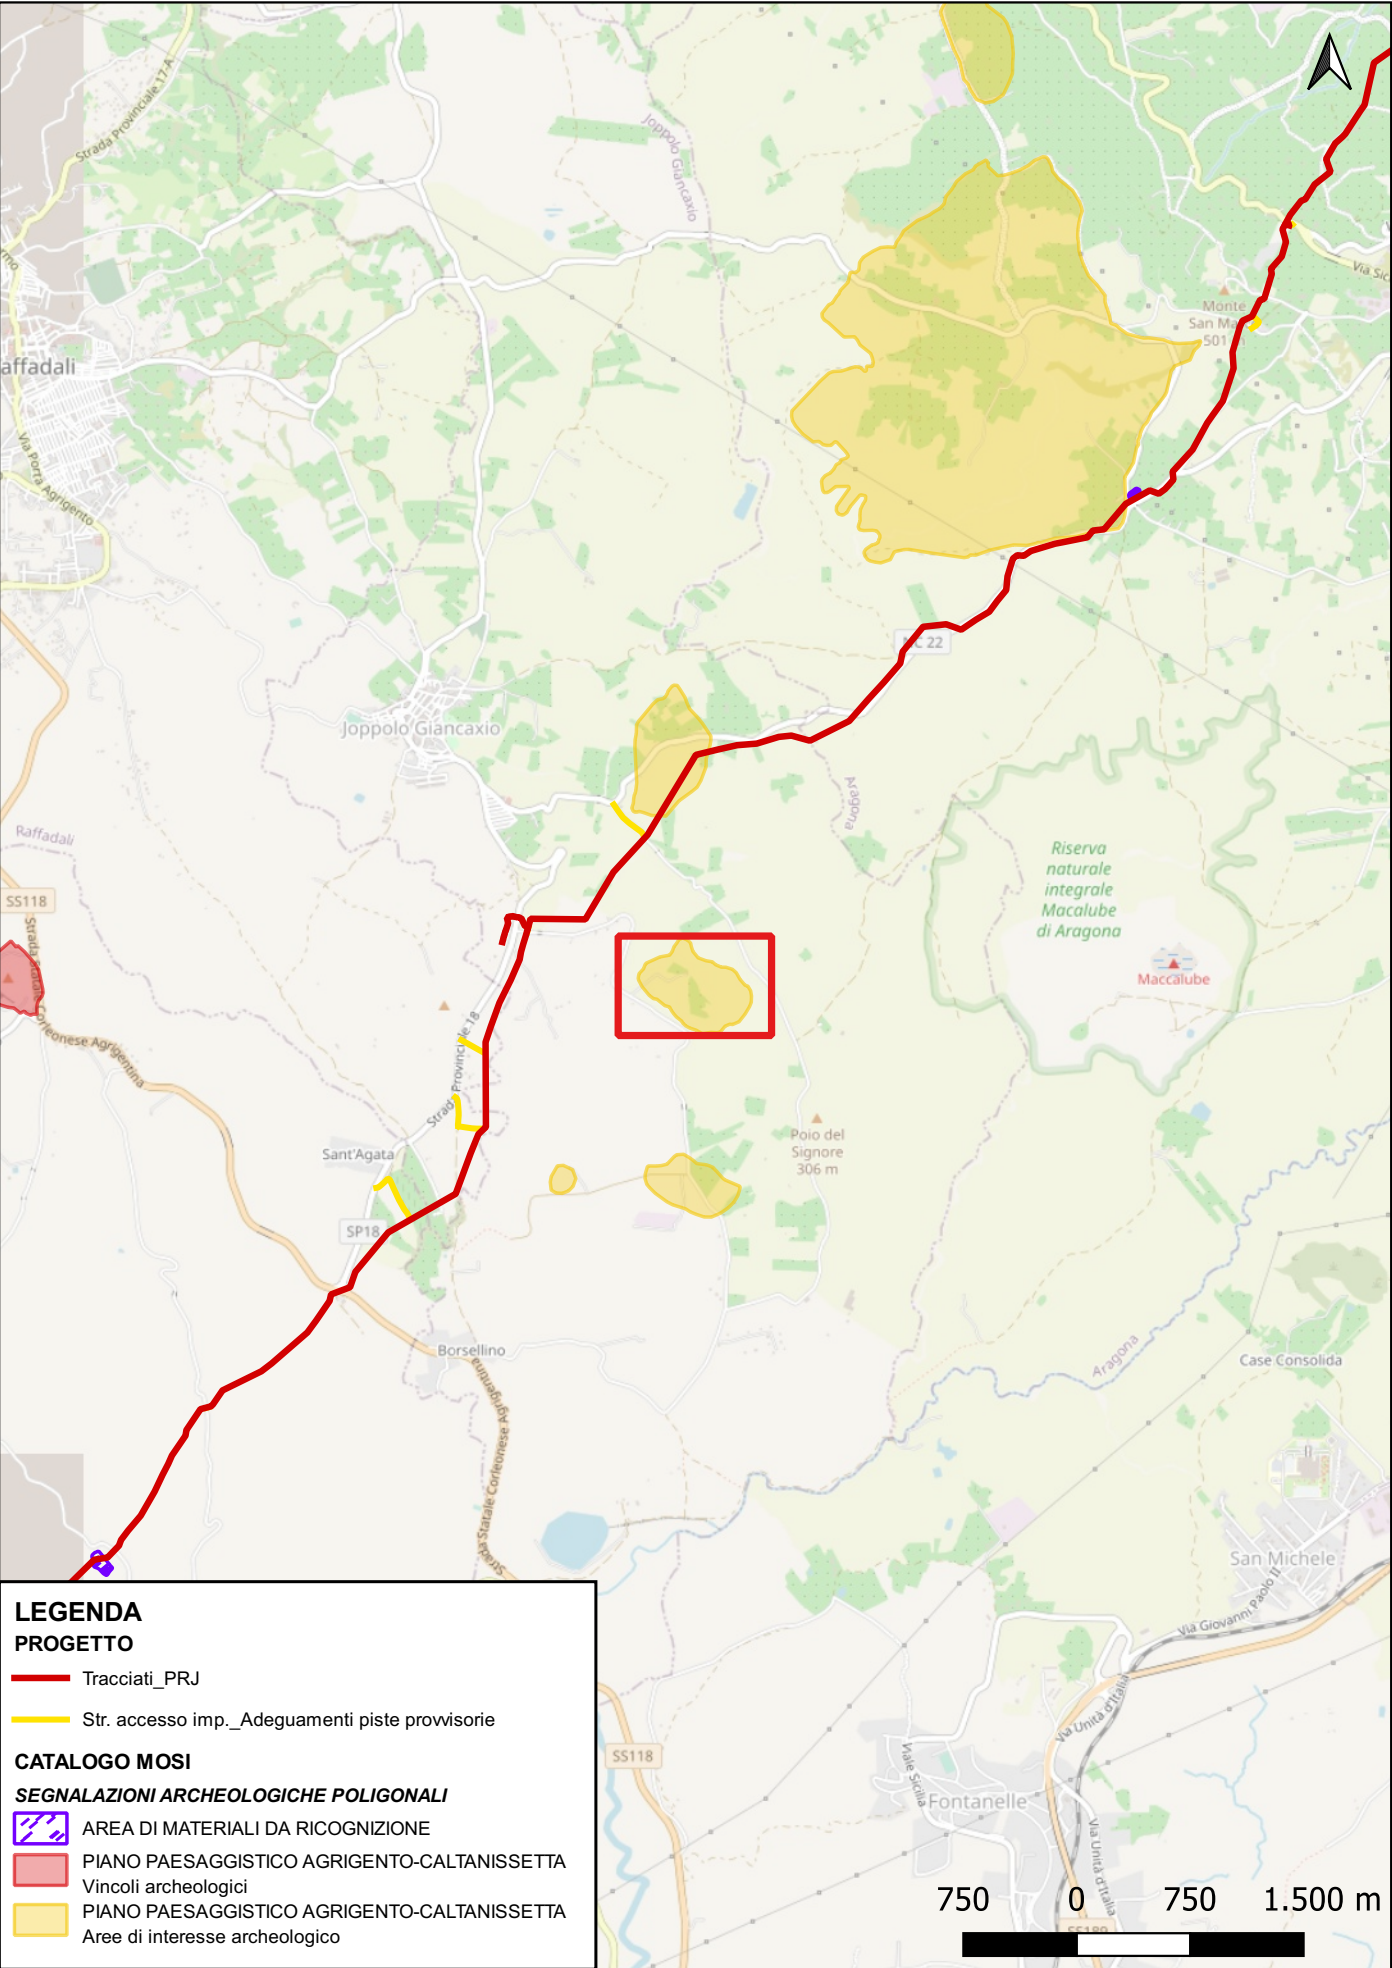 Strada Provinciale 17-A
Joppolo Giancaxio
Via Sic
Monte
San Ma
501
affadali
Via Porta Agrigento
NC 22
Joppolo Giancaxio
Aragona
Raffadali
Riserva
naturale
integrale
Macalube
di Aragona
SS118
Maccalube
Strada Statale Corleonese Agrigentina
Strada Provinciale 18
Poio del
Signore
306 m
Sant'Agata
SP18
Borsellino
Aragona
Case Consolida
Strada Statale Corleonese Agrigentina
San Michele
Via Giovanni Paolo II
LEGENDA
PROGETTO
Tracciati_PRJ
Str. accesso imp._Adeguamenti piste provvisorie
CATALOGO MOSI
SEGNALAZIONI ARCHEOLOGICHE POLIGONALI
AREA DI MATERIALI DA RICOGNIZIONE
PIANO PAESAGGISTICO AGRIGENTO-CALTANISSETTA
Vincoli archeologici
PIANO PAESAGGISTICO AGRIGENTO-CALTANISSETTA
Aree di interesse archeologico
Via Unità d'Italia
SS118
Viale Sicilia
Fontanelle
Via Unità d'Italia
750 0 750 1.500 m
SS189